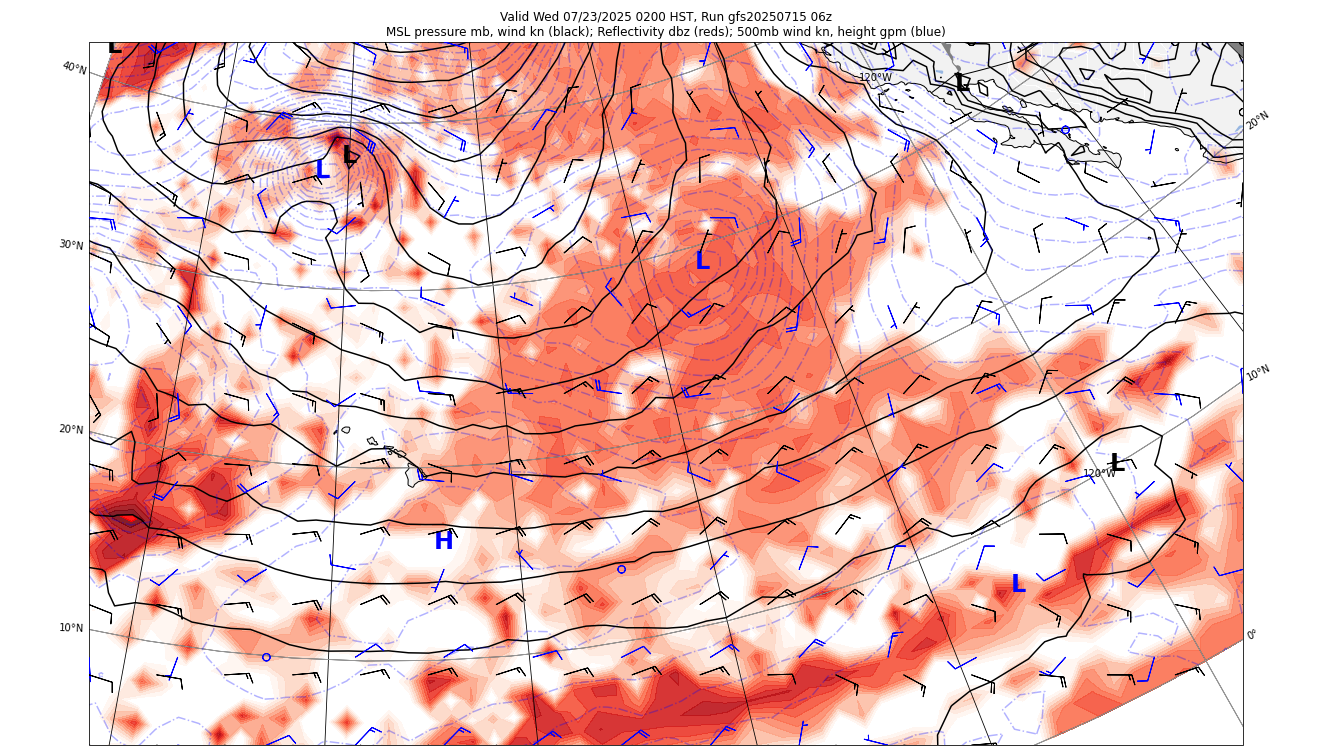 Valid Wed 07/23/2025 0200 HST, Run gfs20250715 06z
MSL pressure mb, wind kn (black); Reflectivity dbz (reds); 500mb wind kn, height gpm (blue)
L
40°N
120°W
L
20°N
L
L
30°N
L
10°N
20°N
L
120°W
H
L
10°N
0°